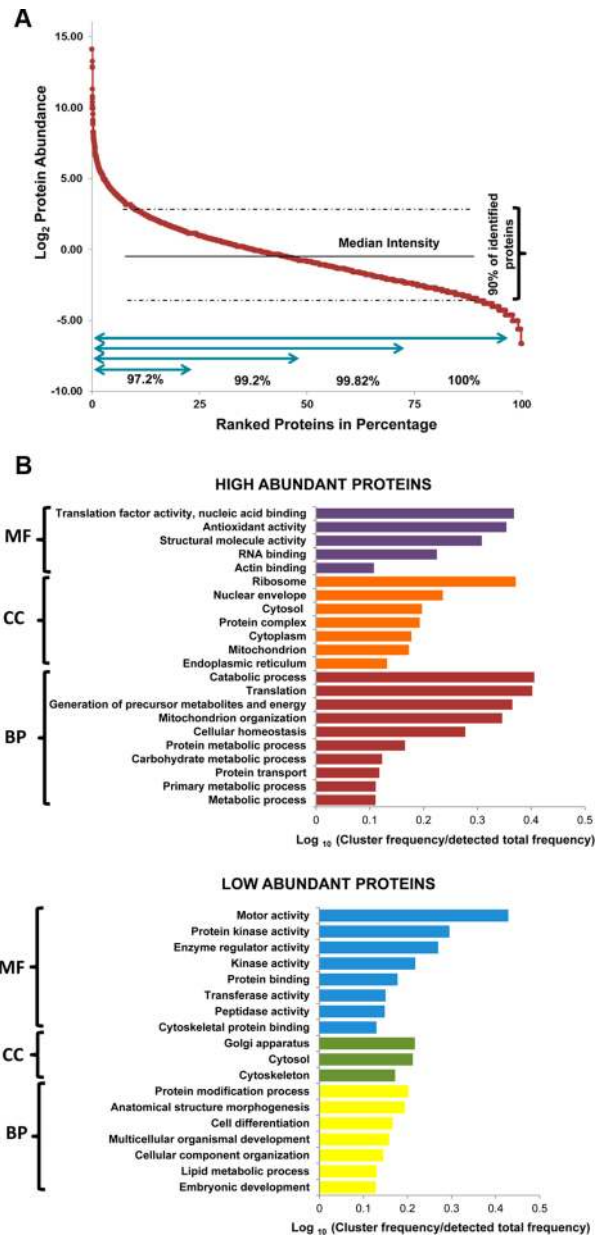 A
Log2 Protein Abundance
15.00
10.00
5.00
0.00
-5.00
-10.00
Median Intensity
90% of identified
proteins
97.2%
99.2%
99.82%
100%
0
25
50
75
100
Ranked Proteins in Percentage
B
HIGH ABUNDANT PROTEINS
MF
Translation factor activity, nucleic acid binding
Antioxidant activity
Structural molecule activity
RNA binding
Actin binding
CC
Ribosome
Nuclear envelope
Cytosol
Protein complex
Cytoplasm
Mitochondrion
Endoplasmic reticulum
BP
Catabolic process
Translation
Generation of precursor metabolites and energy
Mitochondrion organization
Cellular homeostasis
Protein metabolic process
Carbohydrate metabolic process
Protein transport
Primary metabolic process
Metabolic process
0
0.1
0.2
0.3
0.4
0.5
Log 10 (Cluster frequency/detected total frequency)
LOW ABUNDANT PROTEINS
MF
Motor activity
Protein kinase activity
Enzyme regulator activity
Kinase activity
Protein binding
Transferase activity
Peptidase activity
Cytoskeletal protein binding
CC
Golgi apparatus
Cytosol
Cytoskeleton
BP
Protein modification process
Anatomical structure morphogenesis
Cell differentiation
Multicellular organismal development
Cellular component organization
Lipid metabolic process
Embryonic development
0
0.1
0.2
0.3
0.4
0.5
Log 10 (Cluster frequency/detected total frequency)